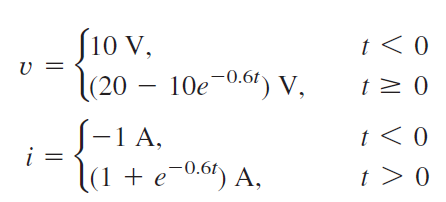 v = {10 V, t < 0
(20 − 10e^{−0.6t}) V, t ≥ 0
i = {−1 A, t < 0
(1 + e^{−0.6t}) A, t > 0